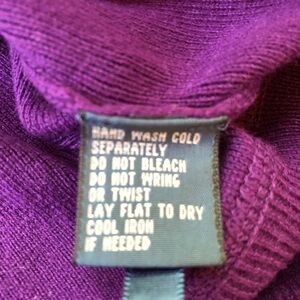 HAND WASH COLD
SEPARATELY
DO NOT BLEACH
DO NOT WRING
OR TWIST
LAY FLAT TO DRY
COOL IRON
IF NEEDED